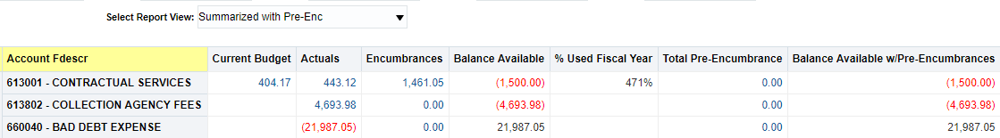 Select Report View: Summarized with Pre-Enc
Account Fdescr Current Budget Actuals Encumbrances Balance Available % Used Fiscal Year Total Pre-Encumbrance Balance Available w/Pre-Encumbrances
613001 - CONTRACTUAL SERVICES 404.17 443.12 1,461.05 (1,500.00) 471% 0.00 (1,500.00)
613802 - COLLECTION AGENCY FEES 4,693.98 0.00 (4,693.98) 0.00 (4,693.98)
660040 - BAD DEBT EXPENSE (21,987.05) 0.00 21,987.05 0.00 21,987.05